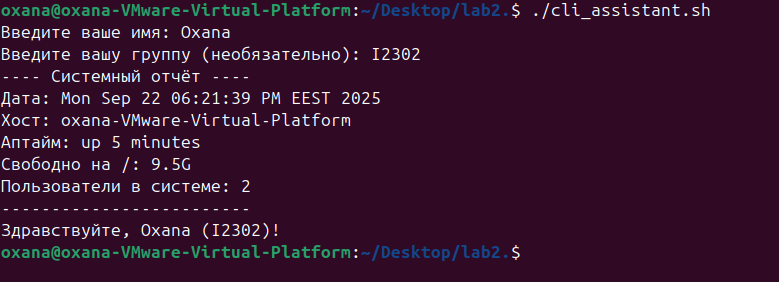 oxana@oxana-VMware-Virtual-Platform:~/Desktop/lab2.$ ./cli_assistant.sh
Введите ваше имя: Oxana
Введите вашу группу (необязательно): I2302
---- Системный отчёт ----
Дата: Mon Sep 22 06:21:39 PM EEST 2025
Хост: oxana-VMware-Virtual-Platform
Аптайм: up 5 minutes
Свободно на /: 9.5G
Пользователи в системе: 2
-------------------------
Здравствуйте, Oxana (I2302)!
oxana@oxana-VMware-Virtual-Platform:~/Desktop/lab2.$